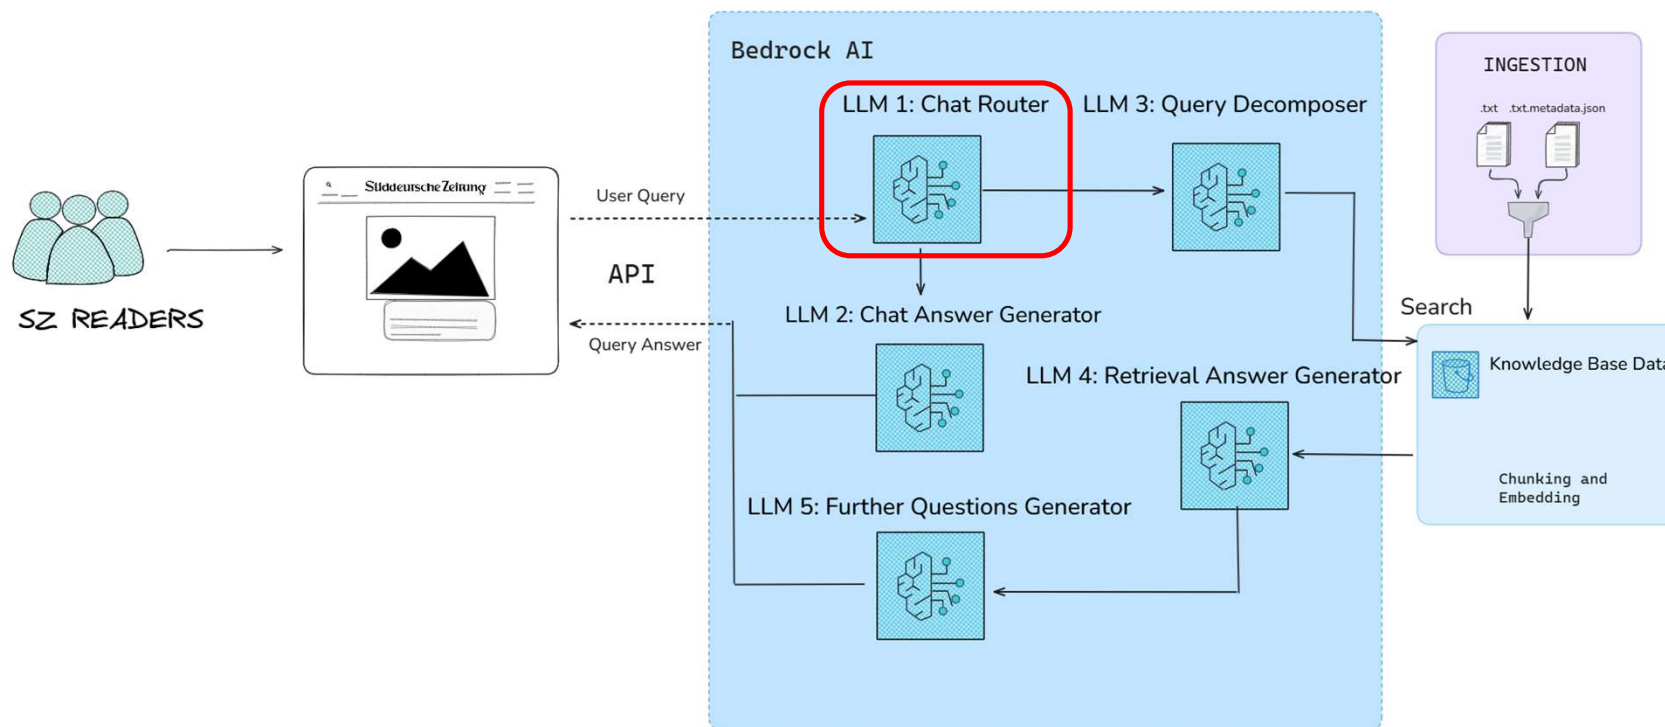 SZ READERS
Süddeutsche Zeitung
User Query
API
Query Answer
Bedrock AI
LLM 1: Chat Router
LLM 3: Query Decomposer
LLM 2: Chat Answer Generator
LLM 4: Retrieval Answer Generator
LLM 5: Further Questions Generator
INGESTION
.txt .txt.metadata.json
Search
Knowledge Base Data
Chunking and
Embedding